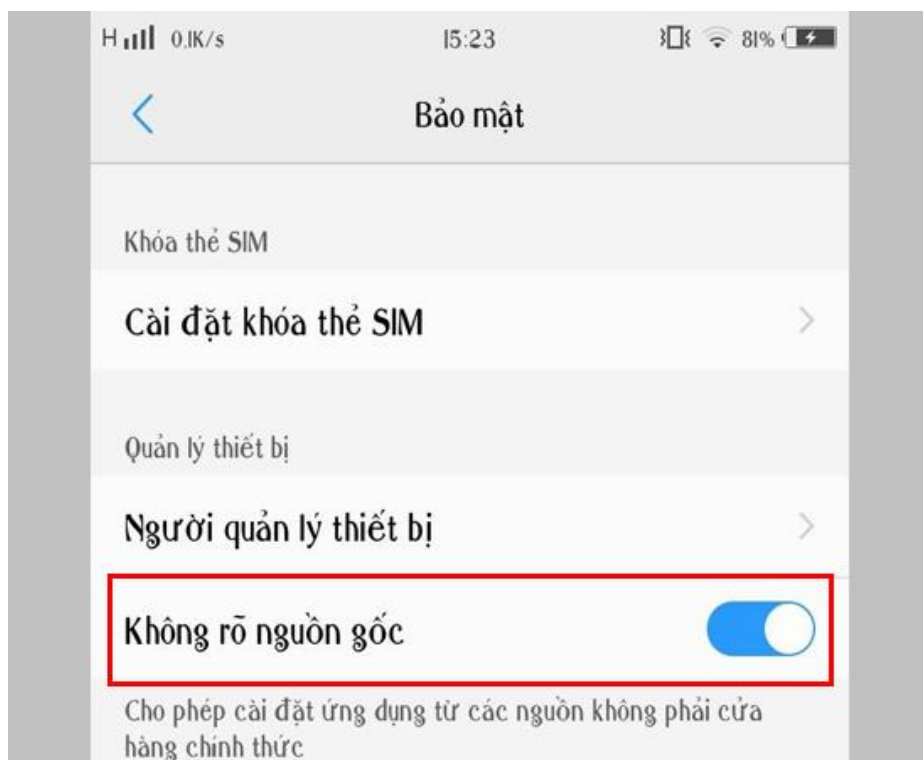 H 0.1K/s 15:23 81%
Bảo mật
Khóa thẻ SIM
Cài đặt khóa thẻ SIM
Quản lý thiết bị
Người quản lý thiết bị
Không rõ nguồn gốc
Cho phép cài đặt ứng dụng từ các nguồn không phải cửa
hàng chính thức